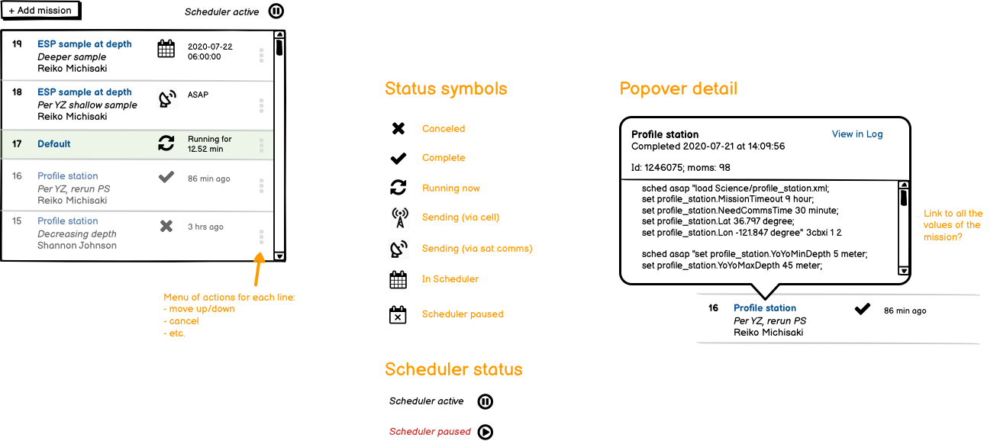 + Add mission
Scheduler active
19
ESP sample at depth
Deeper sample
Reiko Michisaki
2020-07-22
06:00:00
18
ESP sample at depth
Per YZ shallow sample
Reiko Michisaki
ASAP
17
Default
Running for
12.52 min
16
Profile station
Per YZ, rerun PS
Reiko Michisaki
86 min ago
15
Profile station
Decreasing depth
Shannon Johnson
3 hrs ago
Menu of actions for each line:
- move up/down
- cancel
- etc.
Status symbols
Canceled
Complete
Running now
Sending (via cell)
Sending (via sat comms)
In Scheduler
Scheduler paused
Scheduler status
Scheduler active
Scheduler paused
Popover detail
Profile station
View in Log
Completed 2020-07-21 at 14:09:56
Id: 1246075; moms: 98
sched asap "load Science/profile_station.xml;
set profile_station.MissionTimeout 9 hour;
set profile_station.NeedCommsTime 30 minute;
set profile_station.Lat 36.797 degree;
set profile_station.Lon -121.847 degree" 3cbxi 1 2
sched asap "set profile_station.YoYoMinDepth 5 meter;
set profile_station.YoYoMaxDepth 45 meter;
Link to all the
values of the
mission?
16
Profile station
Per YZ, rerun PS
Reiko Michisaki
86 min ago